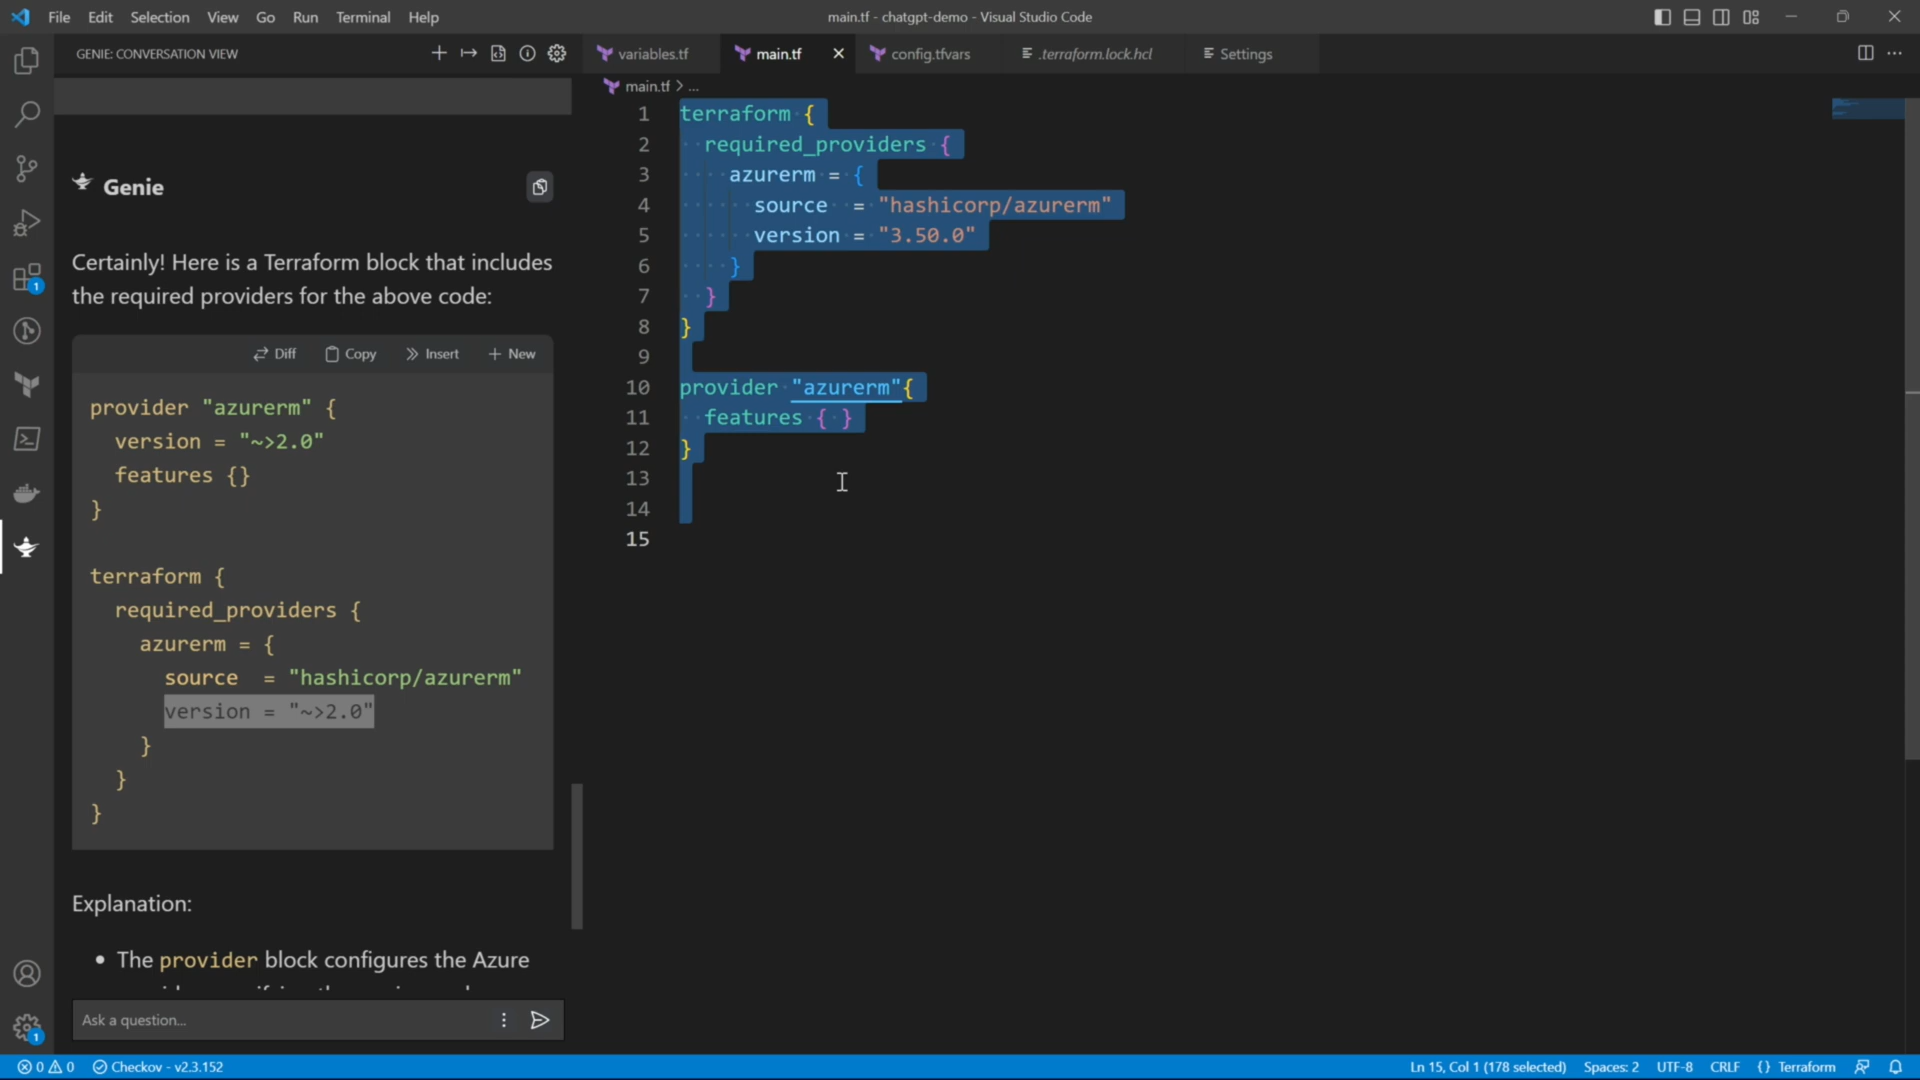 File Edit Selection View Go Run Terminal Help
main.tf - chatgpt-demo - Visual Studio Code
GENIE: CONVERSATION VIEW
variables.tf
main.tf
config.tfvars
.terraform.lock.hcl
Settings
main.tf > ...
Genie
Certainly! Here is a Terraform block that includes
the required providers for the above code:
Diff Copy Insert New
provider "azurerm" {
version = "~>2.0"
features {}
}
terraform {
required_providers {
azurerm = {
source = "hashicorp/azurerm"
version = "~>2.0"
}
}
}
Explanation:
• The provider block configures the Azure
Ask a question...
1 terraform {
2 required_providers {
3 azurerm = {
4 source = "hashicorp/azurerm"
5 version = "3.50.0"
6 }
7 }
8 }
9
10 provider "azurerm"{
11 features { }
12 }
13
14
15
1
1
0 0 Checkov - v2.3.152
Ln 15, Col 1 (178 selected) Spaces: 2 UTF-8 CRLF {} Terraform